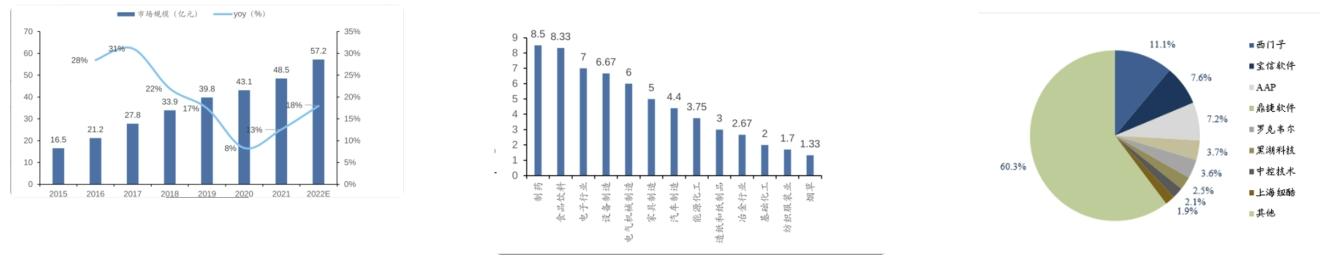 市场规模（亿元） yoy（%）
70 35%
60 30%
50 25%
40 20%
30 15%
20 10%
10 5%
0 0%
28% 31% 22% 17% 8% 13% 18%
16.5 21.2 27.8 33.9 39.8 43.1 48.5 57.2
2015 2016 2017 2018 2019 2020 2021 2022E
9
8
7
6
5
4
3
2
1
0
8.5 8.33 7 6.67 6 5 4.4 3.75 3 2.67 2 1.7 1.33
制药
食品饮料
电子行业
设备制造
电气机械制造
家具制造
汽车制造
能源化工
造纸和纸制品
冶金行业
基础化工
纺织服装业
烟草
11.1%
7.6%
7.2%
3.7%
3.6%
2.5%
2.1%
1.9%
60.3%
西门子
宝信软件
AAP
鼎捷软件
罗克韦尔
黑湖科技
中控技术
上海纽酷
其他